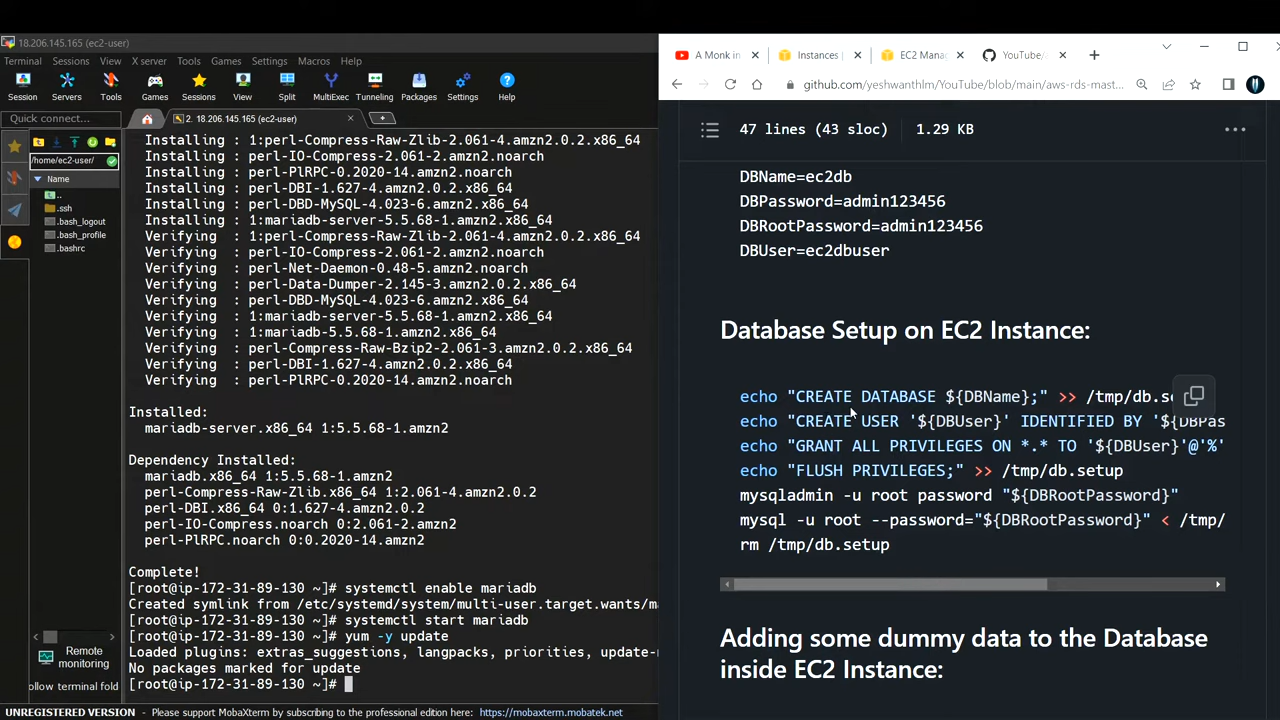 18.206.145.165 (ec2-user)
Terminal Sessions View X server Tools Games Settings Macros Help
Session Servers Tools Games Sessions View Split MultiExec Tunneling Packages Settings Help
Quick connect...
2. 18.206.145.165 (ec2-user)
/home/ec2-user/
Name
..
.ssh
.bash_logout
.bash_profile
.bashrc
Remote
monitoring
ollow terminal fold
Installing : 1:perl-Compress-Raw-Zlib-2.061-4.amzn2.0.2.x86_64
Installing : perl-IO-Compress-2.061-2.amzn2.noarch
Installing : perl-PlRPC-0.2020-14.amzn2.noarch
Installing : perl-DBI-1.627-4.amzn2.0.2.x86_64
Installing : perl-DBD-MySQL-4.023-6.amzn2.x86_64
Installing : 1:mariadb-server-5.5.68-1.amzn2.x86_64
Verifying : 1:perl-Compress-Raw-Zlib-2.061-4.amzn2.0.2.x86_64
Verifying : perl-IO-Compress-2.061-2.amzn2.noarch
Verifying : perl-Net-Daemon-0.48-5.amzn2.noarch
Verifying : perl-Data-Dumper-2.145-3.amzn2.0.2.x86_64
Verifying : perl-DBD-MySQL-4.023-6.amzn2.x86_64
Verifying : 1:mariadb-server-5.5.68-1.amzn2.x86_64
Verifying : 1:mariadb-5.5.68-1.amzn2.x86_64
Verifying : perl-Compress-Raw-Bzip2-2.061-3.amzn2.0.2.x86_64
Verifying : perl-DBI-1.627-4.amzn2.0.2.x86_64
Verifying : perl-PlRPC-0.2020-14.amzn2.noarch
Installed:
mariadb-server.x86_64 1:5.5.68-1.amzn2
Dependency Installed:
mariadb.x86_64 1:5.5.68-1.amzn2
perl-Compress-Raw-Zlib.x86_64 1:2.061-4.amzn2.0.2
perl-DBI.x86_64 0:1.627-4.amzn2.0.2
perl-IO-Compress.noarch 0:2.061-2.amzn2
perl-PlRPC.noarch 0:0.2020-14.amzn2
Complete!
[root@ip-172-31-89-130 ~]# systemctl enable mariadb
Created symlink from /etc/systemd/system/multi-user.target.wants/ma
[root@ip-172-31-89-130 ~]# systemctl start mariadb
[root@ip-172-31-89-130 ~]# yum -y update
Loaded plugins: extras_suggestions, langpacks, priorities, update-m
No packages marked for update
[root@ip-172-31-89-130 ~]#
UNREGISTERED VERSION - Please support MobaXterm by subscribing to the professional edition here: https://mobaxterm.mobatek.net
A Monk in Instances EC2 Mana YouTube/
github.com/yeshwanthlm/YouTube/blob/main/aws-rds-mast...
47 lines (43 sloc) 1.29 KB
DBName=ec2db
DBPassword=admin123456
DBRootPassword=admin123456
DBUser=ec2dbuser
Database Setup on EC2 Instance:
echo "CREATE DATABASE ${DBName};" >> /tmp/db.se
echo "CREATE USER '${DBUser}' IDENTIFIED BY '${DBPas
echo "GRANT ALL PRIVILEGES ON *.* TO '${DBUser}'@'%'
echo "FLUSH PRIVILEGES;" >> /tmp/db.setup
mysqladmin -u root password "${DBRootPassword}"
mysql -u root --password="${DBRootPassword}" < /tmp/
rm /tmp/db.setup
Adding some dummy data to the Database
inside EC2 Instance: